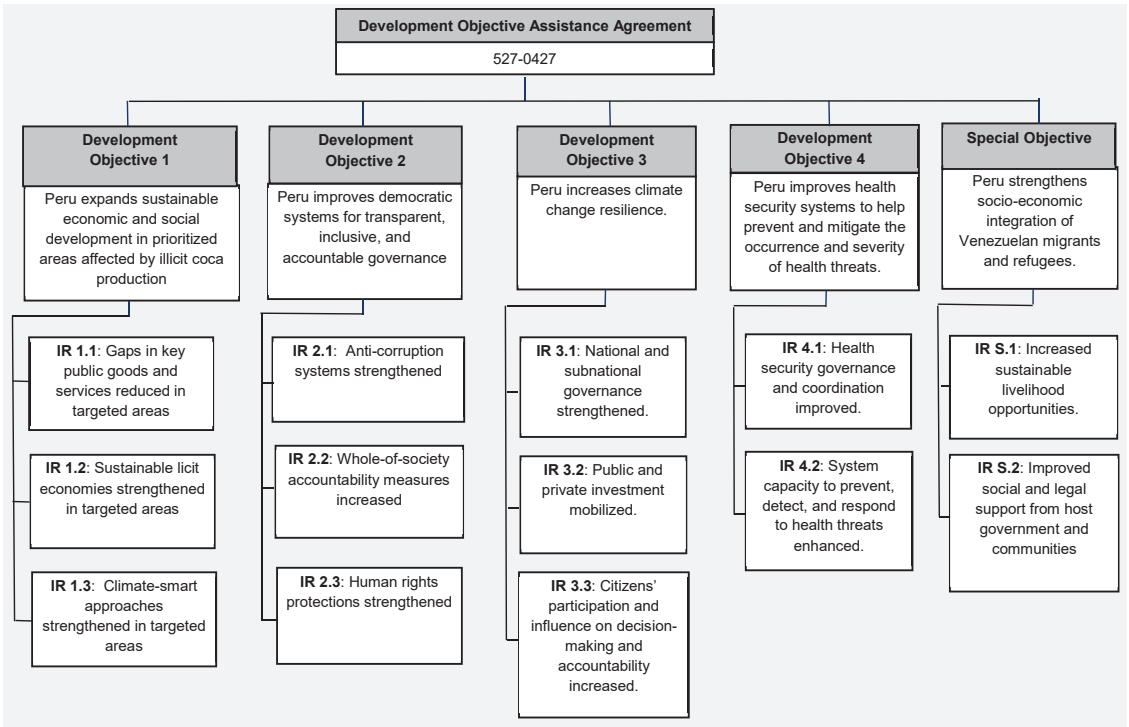 Development Objective Assistance Agreement
527-0427
Development
Objective 1
Peru expands sustainable
economic and social
development in prioritized
areas affected by illicit coca
production
IR 1.1: Gaps in key
public goods and
services reduced in
targeted areas
IR 1.2: Sustainable licit
economies strengthened
in targeted areas
IR 1.3: Climate-smart
approaches
strengthened in targeted
areas
Development
Objective 2
Peru improves democratic
systems for transparent,
inclusive, and
accountable governance
IR 2.1: Anti-corruption
systems strengthened
IR 2.2: Whole-of-society
accountability measures
increased
IR 2.3: Human rights
protections strengthened
Development
Objective 3
Peru increases climate
change resilience.
IR 3.1: National and
subnational
governance
strengthened.
IR 3.2: Public and
private investment
mobilized.
IR 3.3: Citizens’
participation and
influence on decision-
making and
accountability
increased.
Development
Objective 4
Peru improves health
security systems to help
prevent and mitigate the
occurrence and severity
of health threats.
IR 4.1: Health
security governance
and coordination
improved.
IR 4.2: System
capacity to prevent,
detect, and respond
to health threats
enhanced.
Special Objective
Peru strengthens
socio-economic
integration of
Venezuelan migrants
and refugees.
IR S.1: Increased
sustainable
livelihood
opportunities.
IR S.2: Improved
social and legal
support from host
government and
communities